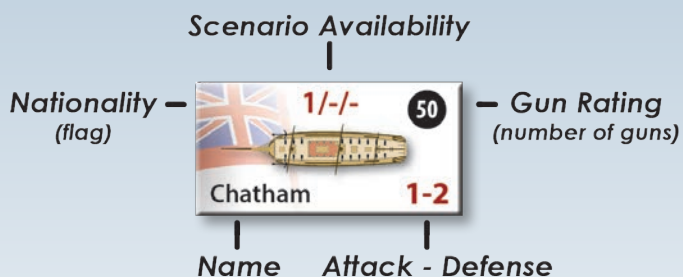 Scenario Availability
Nationality
(flag)
1/-/-
50
Gun Rating
(number of guns)
Chatham
1-2
Name
Attack - Defense